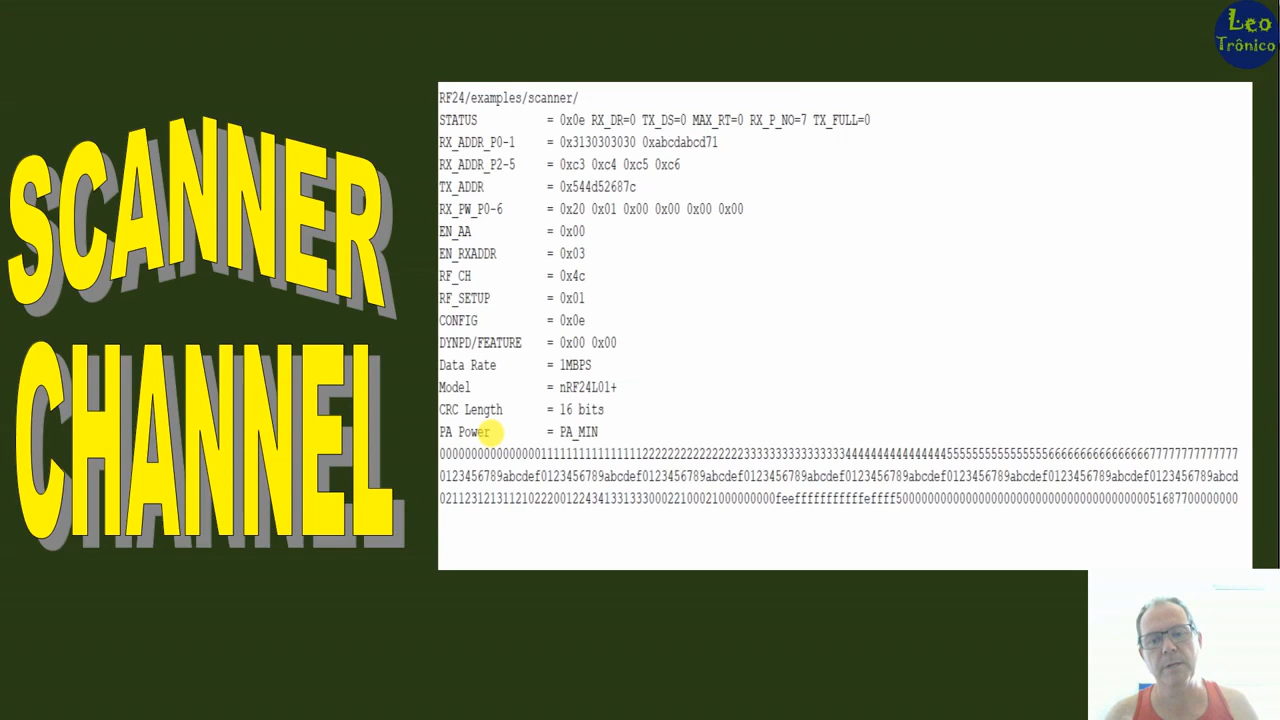 Leo
Trônico
SCANNER
CHANNEL
RF24/examples/scanner/
STATUS = 0x0e RX_DR=0 TX_DS=0 MAX_RT=0 RX_P_NO=7 TX_FULL=0
RX_ADDR_P0-1 = 0x3130303030 0xabcdabcd71
RX_ADDR_P2-5 = 0xc3 0xc4 0xc5 0xc6
TX_ADDR = 0x544d52687c
RX_PW_P0-6 = 0x20 0x01 0x00 0x00 0x00 0x00
EN_AA = 0x00
EN_RXADDR = 0x03
RF_CH = 0x4c
RF_SETUP = 0x01
CONFIG = 0x0e
DYNPD/FEATURE = 0x00 0x00
Data Rate = 1MBPS
Model = nRF24L01+
CRC Length = 16 bits
PA Power = PA_MIN
000000000000000011111111111111112222222222222222333333333333333344444444444444445555555555555555666666666666666677777777777777
0123456789abcdef0123456789abcdef0123456789abcdef0123456789abcdef0123456789abcdef0123456789abcdef0123456789abcdef0123456789abcd